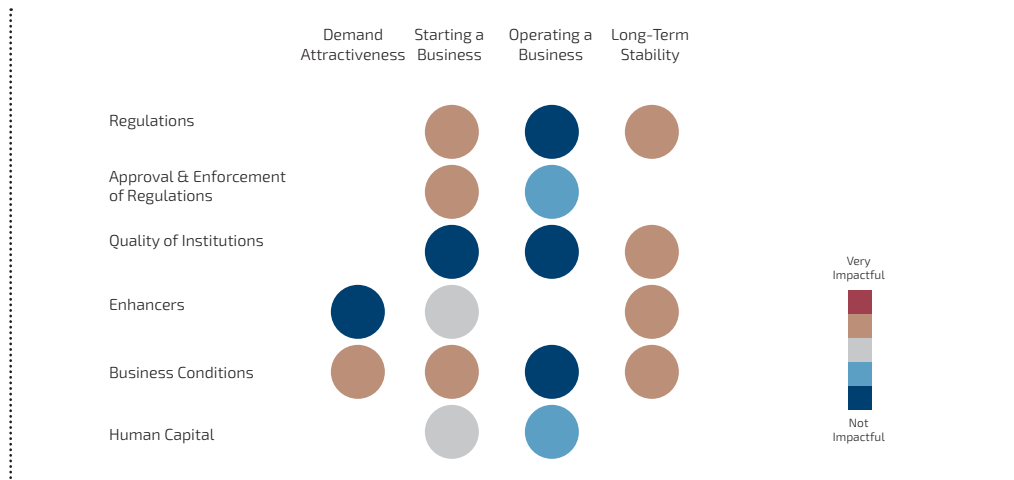 Demand
Attractiveness
Starting a
Business
Operating a
Business
Long-Term
Stability
Regulations
Approval & Enforcement
of Regulations
Quality of Institutions
Enhancers
Business Conditions
Human Capital
Very
Impactful
Not
Impactful